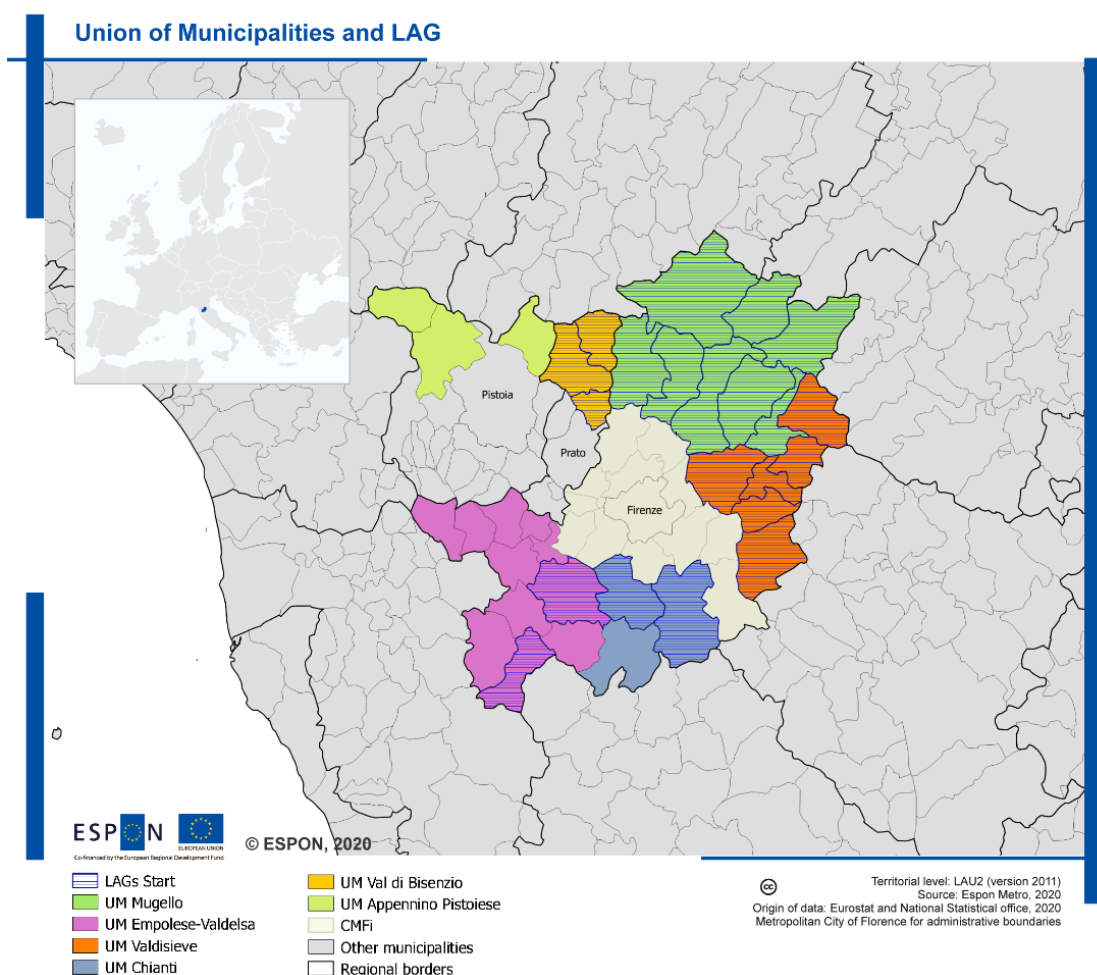 Union of Municipalities and LAG
Pistoia
Prato
Firenze
ESPON
EUROPEAN UNION
Co-financed by the European Regional Development Fund
© ESPON, 2020
LAGs Start
UM Mugello
UM Empolese-Valdelsa
UM Valdisieve
UM Chianti
UM Val di Bisenzio
UM Appennino Pistoiese
CMFi
Other municipalities
Regional borders
cc
Territorial level: LAU2 (version 2011)
Source: Espon Metro, 2020
Origin of data: Eurostat and National Statistical office, 2020
Metropolitan City of Florence for administrative boundaries